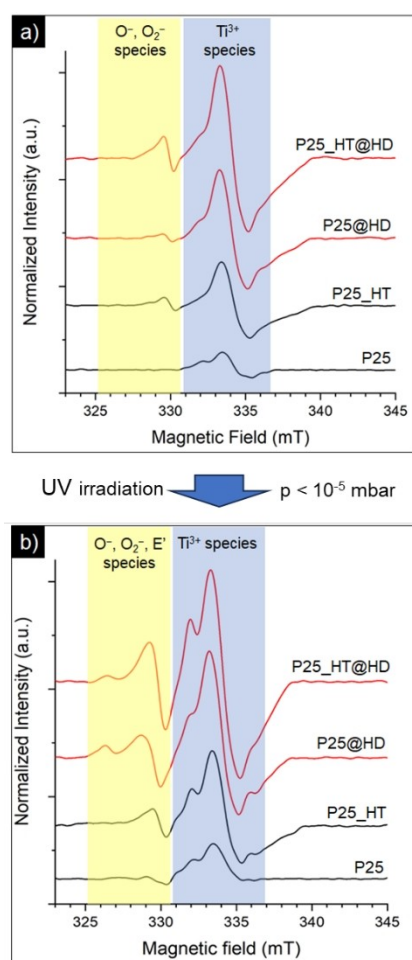 a)
O⁻, O₂⁻
species
Ti³⁺
species
P25_HT@HD
P25@HD
P25_HT
P25
Normalized Intensity (a.u.)
325 330 335 340 345
Magnetic Field (mT)
UV irradiation p < 10⁻⁵ mbar
b)
O⁻, O₂⁻, E'
species
Ti³⁺ species
P25_HT@HD
P25@HD
P25_HT
P25
Normalized Intensity (a.u.)
325 330 335 340 345
Magnetic field (mT)